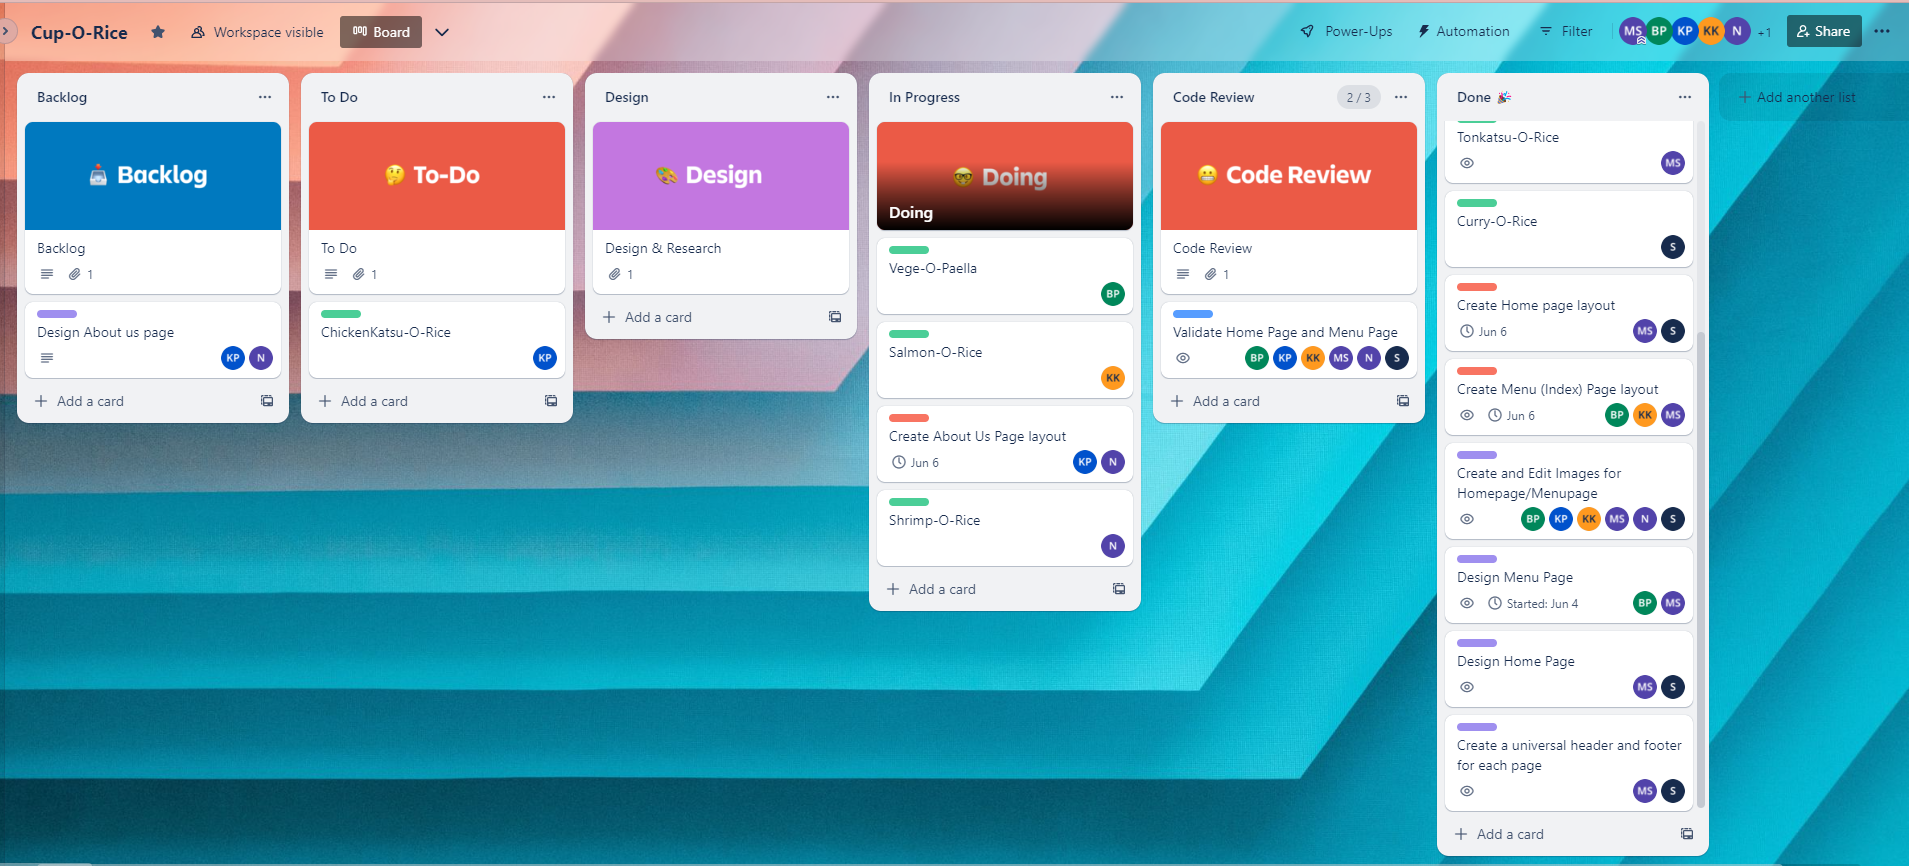 Cup-O-Rice
Workspace visible
Board
Power-Ups
Automation
Filter
MS
BP
KP
KK
N
+1
Share
Backlog
Backlog
Backlog
1
Design About us page
KP
N
Add a card
To Do
To-Do
To Do
1
ChickenKatsu-O-Rice
KP
Add a card
Design
Design
Design & Research
1
Add a card
In Progress
Doing
Doing
Vege-O-Paella
BP
Salmon-O-Rice
KK
Create About Us Page layout
Jun 6
KP
N
Shrimp-O-Rice
N
Add a card
Code Review
2 / 3
Code Review
Code Review
1
Validate Home Page and Menu Page
BP
KP
KK
MS
N
S
Add a card
Done
Tonkatsu-O-Rice
MS
Curry-O-Rice
S
Create Home page layout
Jun 6
MS
S
Create Menu (Index) Page layout
Jun 6
BP
KK
MS
Create and Edit Images for
Homepage/Menupage
BP
KP
KK
MS
N
S
Design Menu Page
Started: Jun 4
BP
MS
Design Home Page
MS
S
Create a universal header and footer
for each page
MS
S
Add a card
Add another list